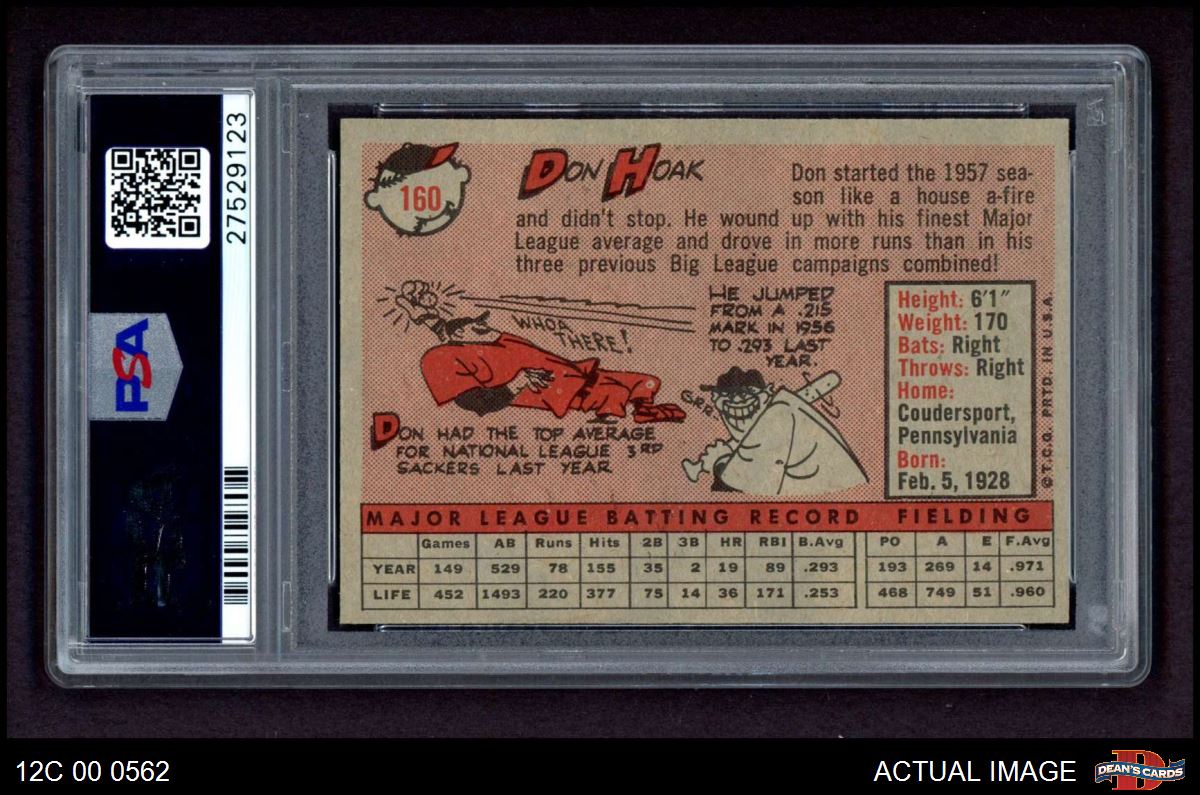 27529123
PSA
160
DON HOAK
Don started the 1957 sea-
son like a house a-fire
and didn't stop. He wound up with his finest Major
League average and drove in more runs than in his
three previous Big League campaigns combined!
WHOA
THERE!
HE JUMPED
FROM A .215
MARK IN 1956
TO .293 LAST
YEAR.
GRR
DON HAD THE TOP AVERAGE
FOR NATIONAL LEAGUE 3RD
SACKERS LAST YEAR
Height: 6'1"
Weight: 170
Bats: Right
Throws: Right
Home:
Coudersport,
Pennsylvania
Born:
Feb. 5, 1928
©T.C.G. PRTD. IN U.S.A.
MAJOR LEAGUE BATTING RECORD FIELDING
Games AB Runs Hits 2B 3B HR RBI B.Avg PO A E F.Avg
YEAR 149 529 78 155 35 2 19 89 .293 193 269 14 .971
LIFE 452 1493 220 377 75 14 36 171 .253 468 749 51 .960
12C 00 0562
ACTUAL IMAGE
DEAN'S CARDS